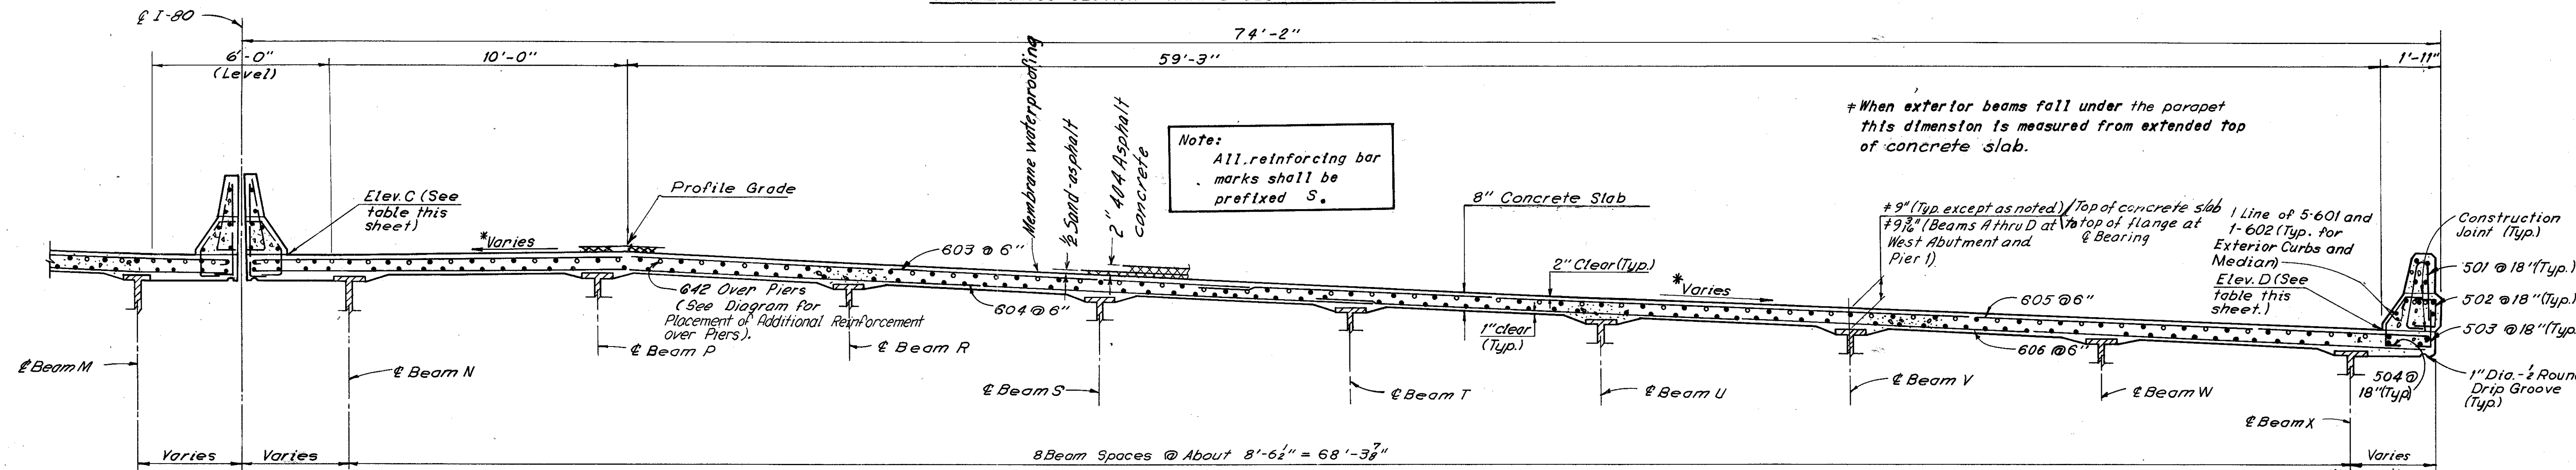 ℄ I-80
74'-2"
6'-0"
(Level)
10'-0"
59'-3"
1'-11"
Elev. C (See
table this
sheet)
*Varies
Profile Grade
Membrane waterproofing
½ Sand-asphalt
2" 404 Asphalt
concrete
Note:
All reinforcing bar
marks shall be
prefixed S.
8" Concrete Slab
≠ When exterior beams fall under the parapet
this dimension is measured from extended top
of concrete slab.
≠ 9" (Typ. except as noted)
≠ 9 3/16" (Beams A thru D at
West Abutment and
Pier 1)
Top of concrete slab
to top of flange at
℄ Bearing
1 Line of 5-601 and
1-602 (Typ. for
Exterior Curbs and
Median)
Elev. D (See
table this
sheet.)
Construction
Joint (Typ.)
501 @ 18" (Typ.)
502 @ 18" (Typ.)
503 @ 18" (Typ.
504 @
18" (Typ)
1" Dia.-½ Roun
Drip Groove
(Typ.)
603 @ 6"
604 @ 6"
642 Over Piers
(See Diagram for
Placement of Additional Reinforcement
over Piers).
2" Clear (Typ.)
1" clear
(Typ.)
*Varies
605 @ 6"
606 @ 6"
℄ Beam M
℄ Beam N
℄ Beam P
℄ Beam R
℄ Beam S
℄ Beam T
℄ Beam U
℄ Beam V
℄ Beam W
℄ Beam X
Varies
Varies
8 Beam Spaces @ About 8'-6½" = 68'-3⅞"
Varies